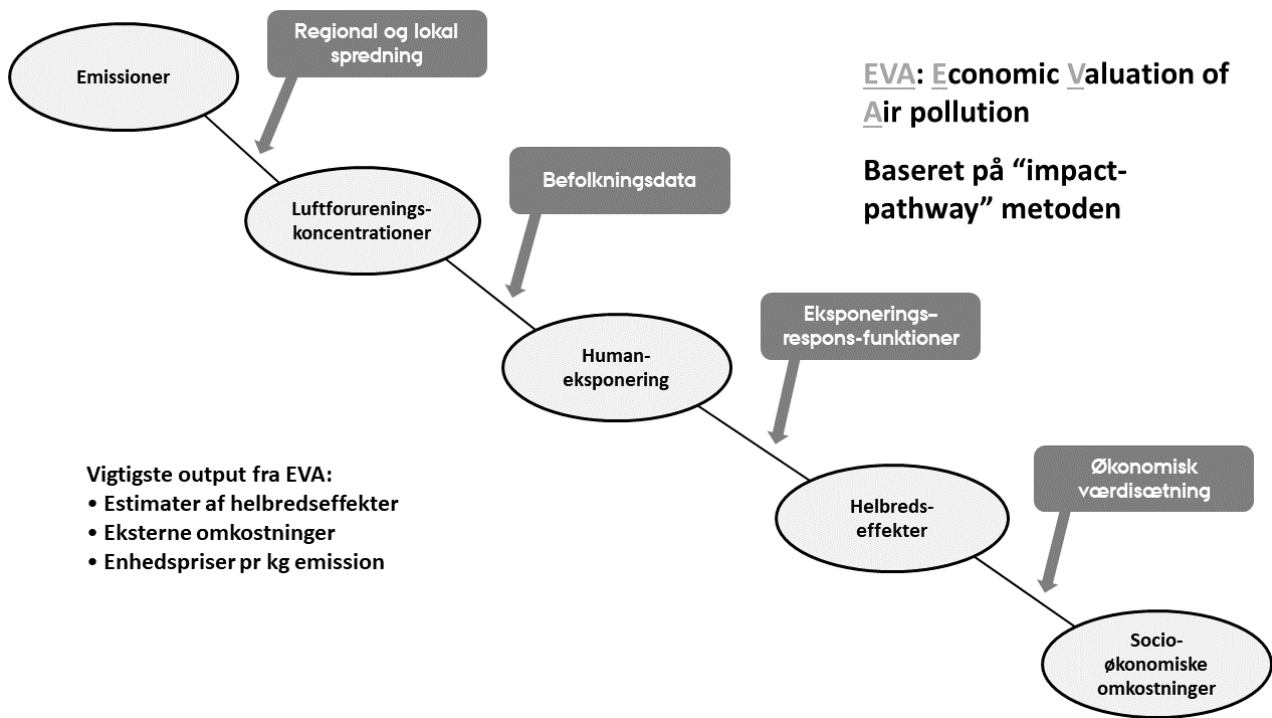 Regional og lokal
spredning
Emissioner
EVA: Economic Valuation of
Air pollution
Baseret på “impact-
pathway” metoden
Befolkningsdata
Luftforurenings-
koncentrationer
Eksponerings–
respons-funktioner
Human-
eksponering
Økonomisk
værdisætning
Vigtigste output fra EVA:
• Estimater af helbredseffekter
• Eksterne omkostninger
• Enhedspriser pr kg emission
Helbreds-
effekter
Socio-
økonomiske
omkostninger